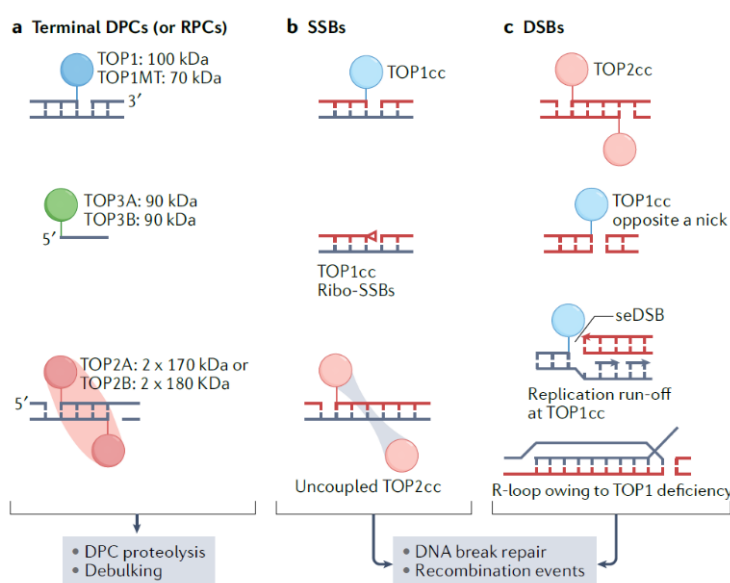 a Terminal DPCs (or RPCs)
TOP1: 100 kDa
TOP1MT: 70 kDa
3′
TOP3A: 90 kDa
TOP3B: 90 kDa
5′
TOP2A: 2 x 170 kDa or
TOP2B: 2 x 180 KDa
5′
• DPC proteolysis
• Debulking
b SSBs
TOP1cc
TOP1cc
Ribo-SSBs
Uncoupled TOP2cc
c DSBs
TOP2cc
TOP1cc
opposite a nick
seDSB
Replication run-off
at TOP1cc
R-loop owing to TOP1 deficiency
• DNA break repair
• Recombination events